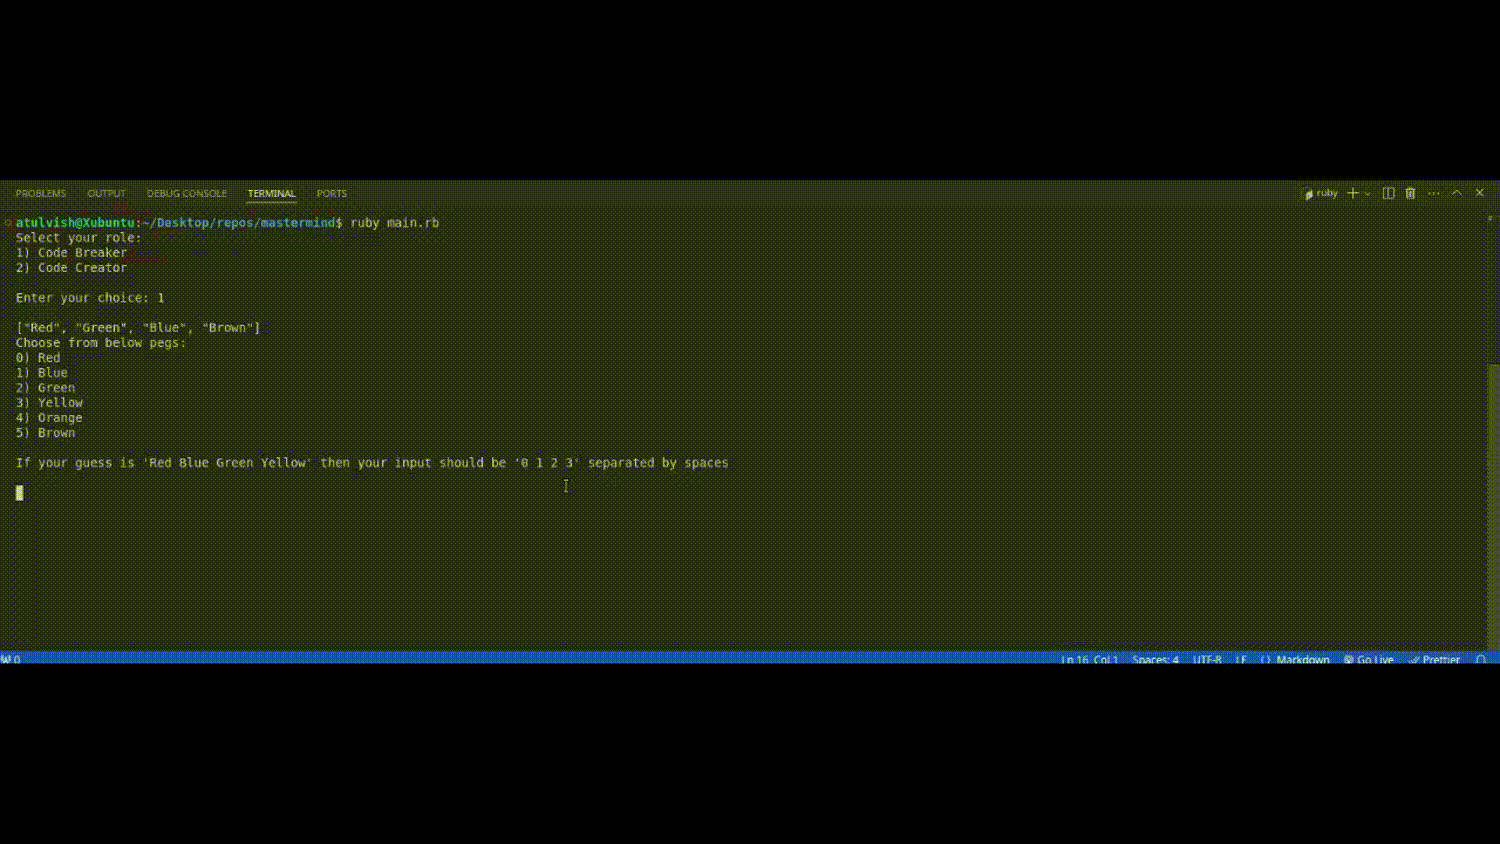 PROBLEMS OUTPUT DEBUG CONSOLE TERMINAL PORTS ruby
atulvish@Xubuntu:~/Desktop/repos/mastermind$ ruby main.rb
Select your role:
1) Code Breaker
2) Code Creator
Enter your choice: 1
["Red", "Green", "Blue", "Brown"]
Choose from below pegs:
0) Red
1) Blue
2) Green
3) Yellow
4) Orange
5) Brown
If your guess is 'Red Blue Green Yellow' then your input should be '0 1 2 3' separated by spaces
0 Ln 16, Col 1 Spaces: 4 UTF-8 LF Markdown Go Live Prettier